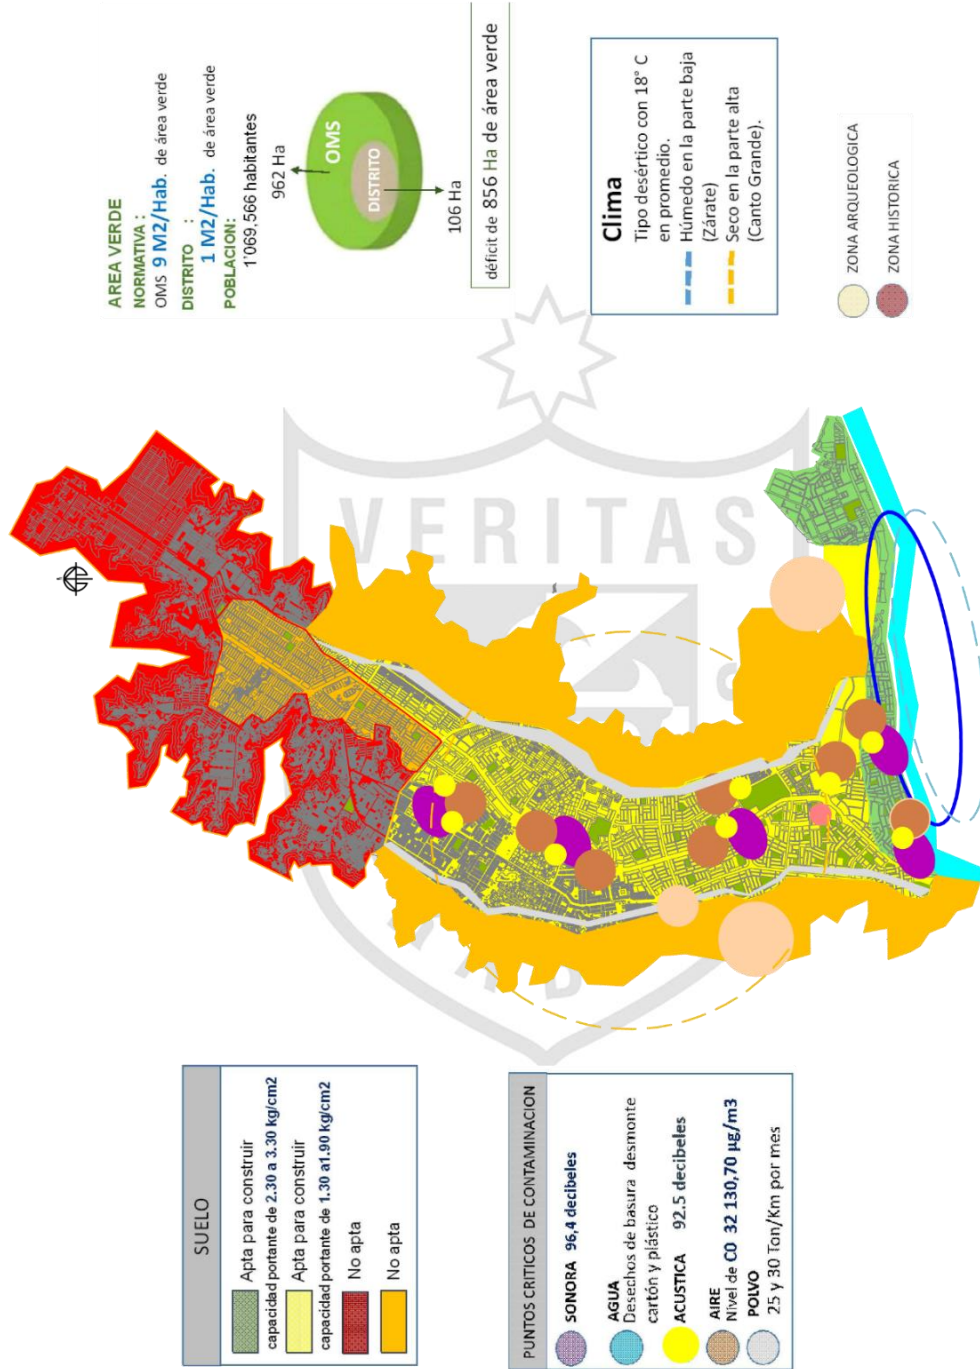 SUELO
Apta para construir
capacidad portante de 2.30 a 3.30 kg/cm2
Apta para construir
capacidad portante de 1.30 a1.90 kg/cm2
No apta
No apta
PUNTOS CRITICOS DE CONTAMINACION
SONORA 96,4 decibeles
AGUA
Desechos de basura desmonte
cartón y plástico
ACUSTICA 92.5 decibeles
AIRE
Nivel de CO 32 130,70 µg/m3
POLVO
25 y 30 Ton/Km por mes
VERITAS
AREA VERDE
NORMATIVA :
OMS 9 M2/Hab. de área verde
DISTRITO :
1 M2/Hab. de área verde
POBLACION:
1'069,566 habitantes
962 Ha
OMS
DISTRITO
106 Ha
déficit de 856 Ha de área verde
Clima
Tipo desértico con 18° C
en promedio.
Húmedo en la parte baja
(Zárate)
Seco en la parte alta
(Canto Grande).
ZONA ARQUEOLOGICA
ZONA HISTORICA